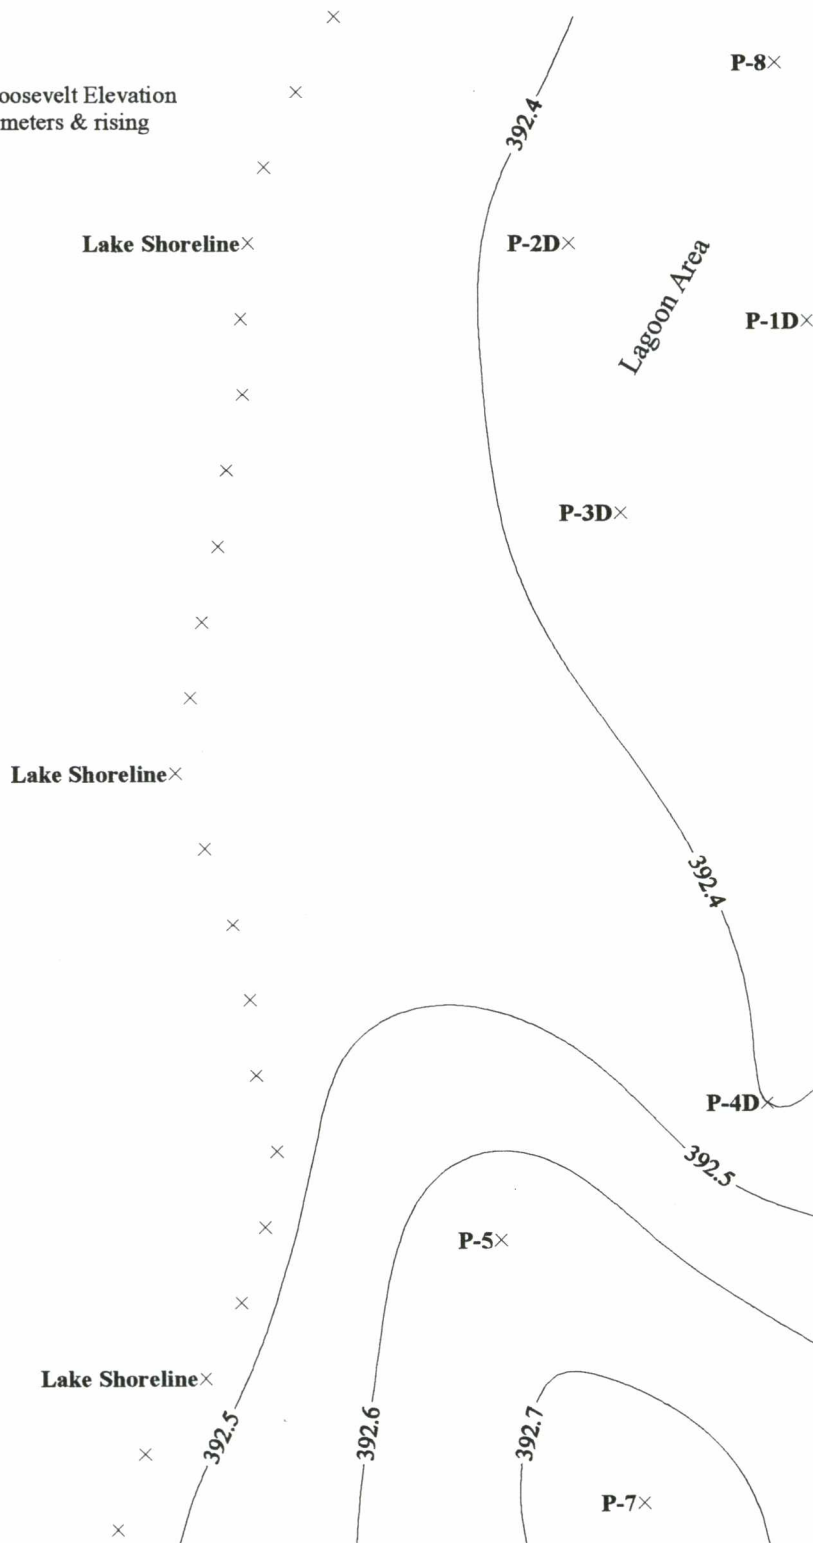 P-8
oosevelt Elevation
meters & rising
392.4
Lake Shoreline
P-2D
Lagoon Area
P-1D
P-3D
Lake Shoreline
392.4
P-4D
392.5
P-5
Lake Shoreline
392.5
392.6
392.7
P-7